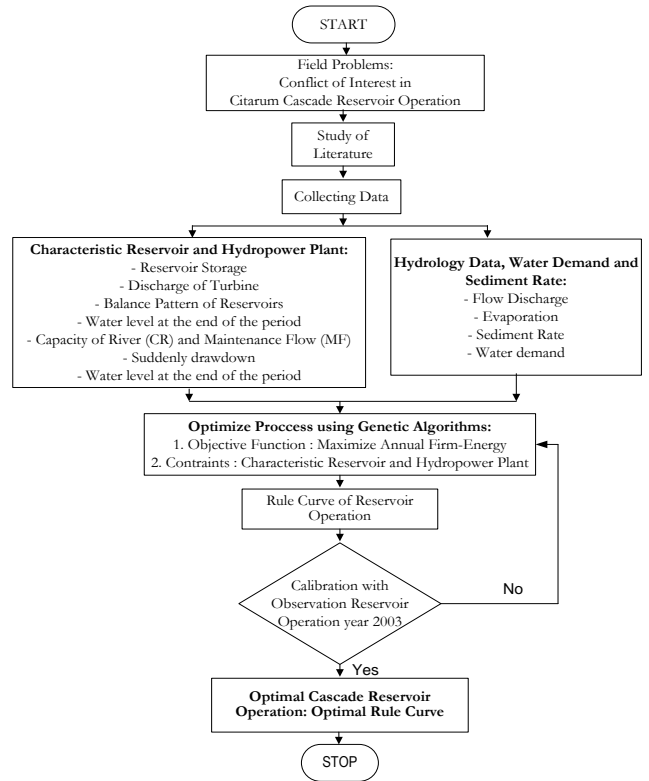 START
Field Problems:
Conflict of Interest in
Citarum Cascade Reservoir Operation
Study of
Literature
Collecting Data
Characteristic Reservoir and Hydropower Plant:
- Reservoir Storage
- Discharge of Turbine
- Balance Pattern of Reservoirs
- Water level at the end of the period
- Capacity of River (CR) and Maintenance Flow (MF)
- Suddenly drawdown
- Water level at the end of the period
Hydrology Data, Water Demand and
Sediment Rate:
- Flow Discharge
- Evaporation
- Sediment Rate
- Water demand
Optimize Proccess using Genetic Algorithms:
1. Objective Function : Maximize Annual Firm-Energy
2. Contraints : Characteristic Reservoir and Hydropower Plant
Rule Curve of Reservoir
Operation
Calibration with
Observation Reservoir
Operation year 2003
No
Yes
Optimal Cascade Reservoir
Operation: Optimal Rule Curve
STOP